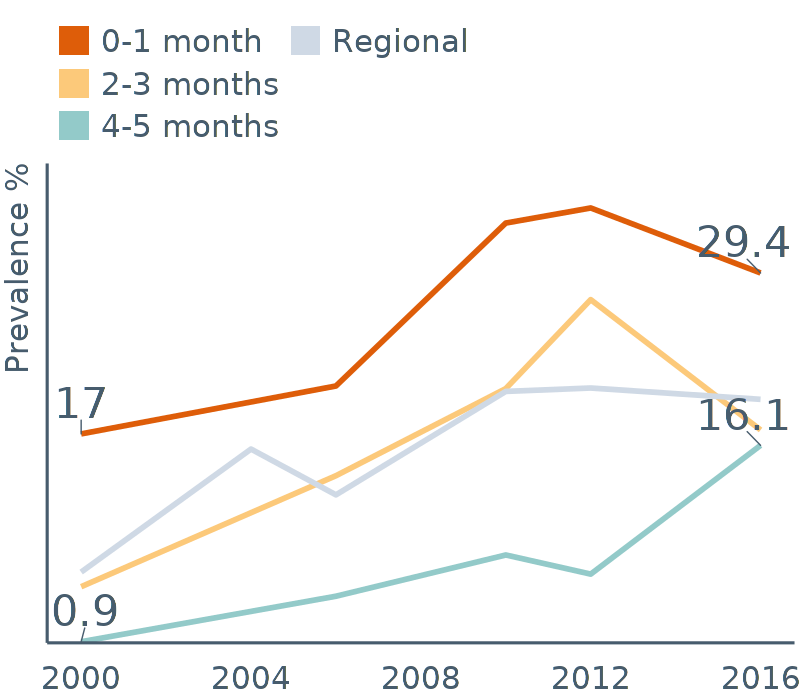 0-1 month
Regional
2-3 months
4-5 months
Prevalence %
29.4
17
16.1
0.9
2000 2004 2008 2012 2016